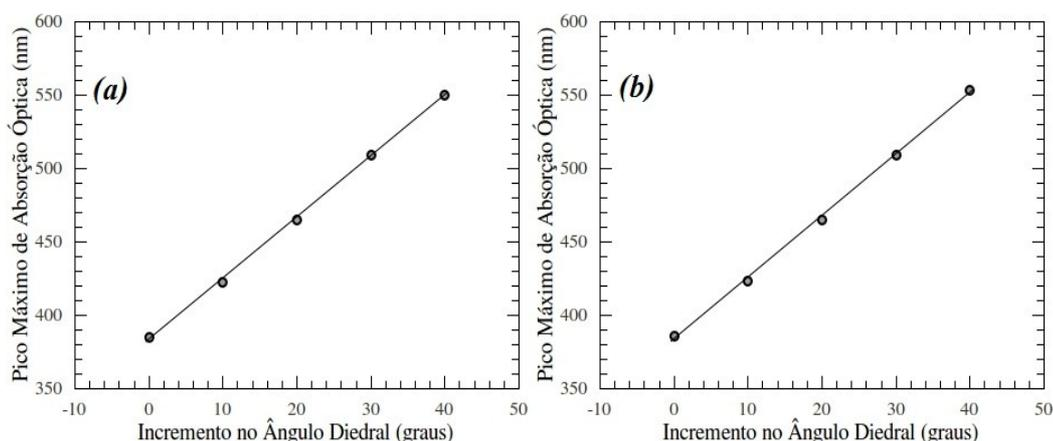 Pico Máximo de Absorção Óptica (nm)
600
550
500
450
400
350
(a)
-10 0 10 20 30 40 50
Incremento no Ângulo Diedral (graus)
Pico Máximo de Absorção Óptica (nm)
600
550
500
450
400
350
(b)
-10 0 10 20 30 40 50
Incremento no Ângulo Diedral (graus)